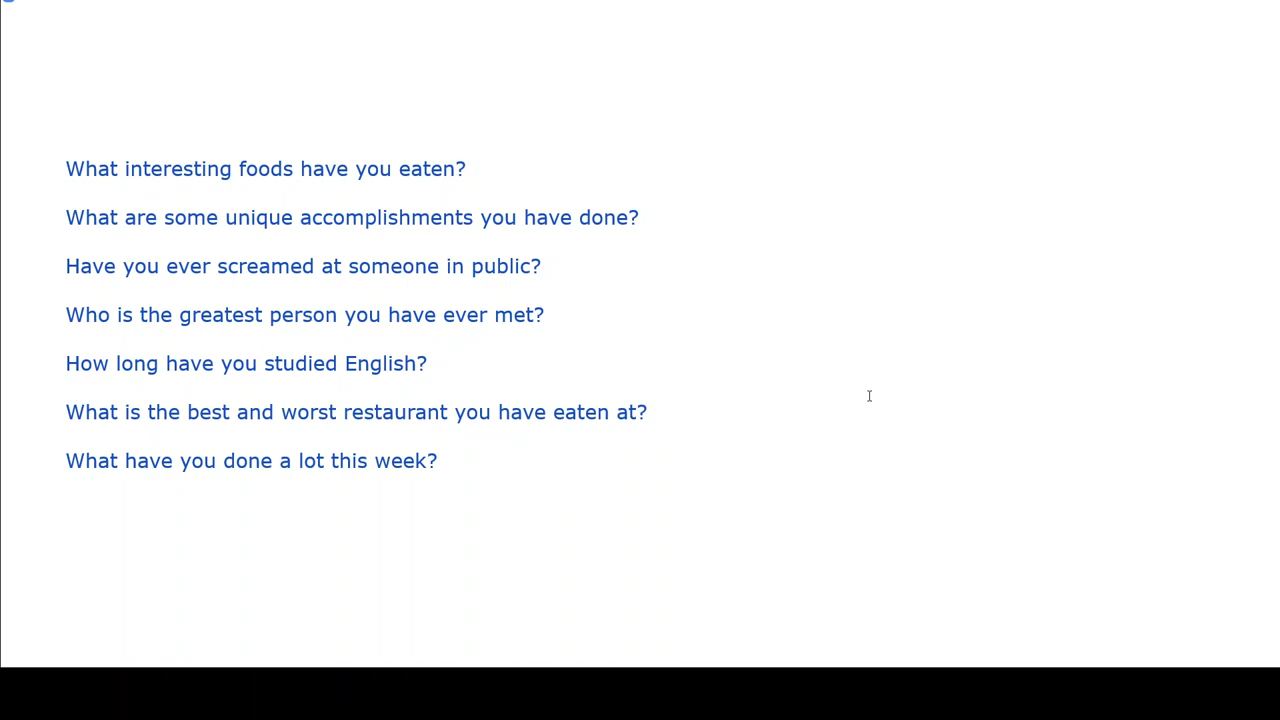 What interesting foods have you eaten?
What are some unique accomplishments you have done?
Have you ever screamed at someone in public?
Who is the greatest person you have ever met?
How long have you studied English?
What is the best and worst restaurant you have eaten at?
What have you done a lot this week?